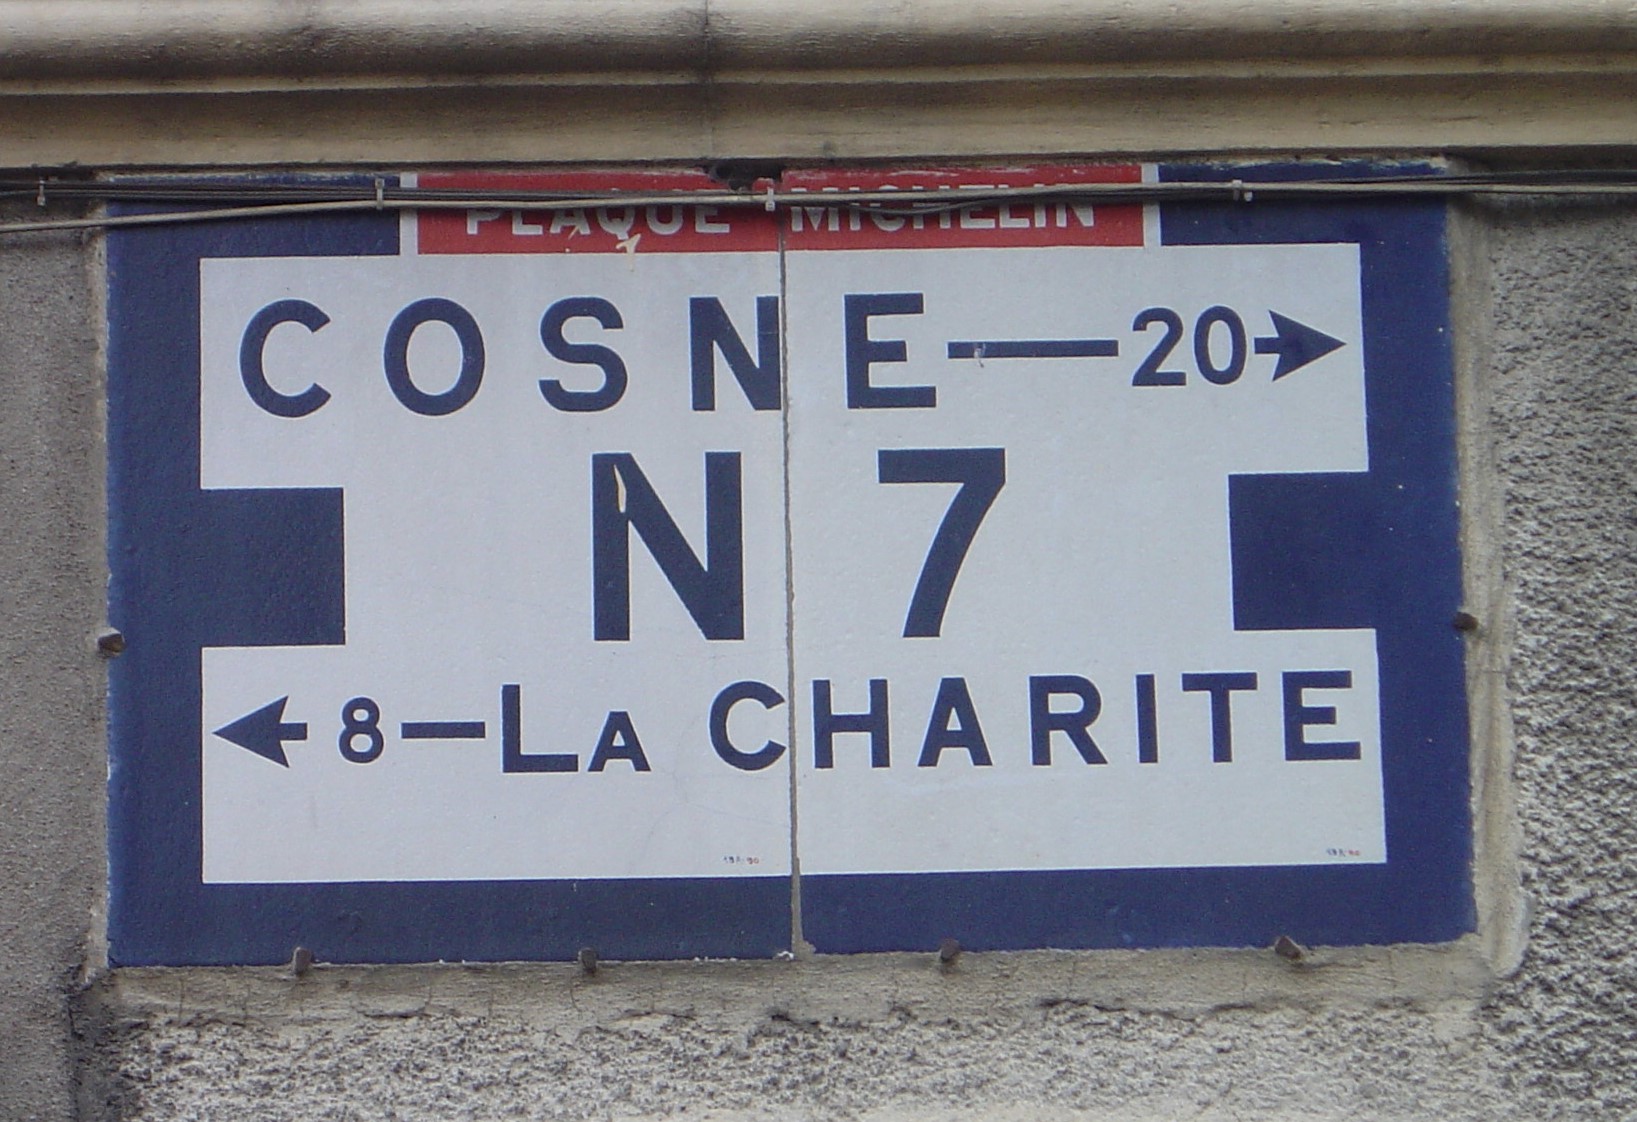 PLAQUE MICHELIN
COSNE—20→
N 7
←8—LA CHARITE